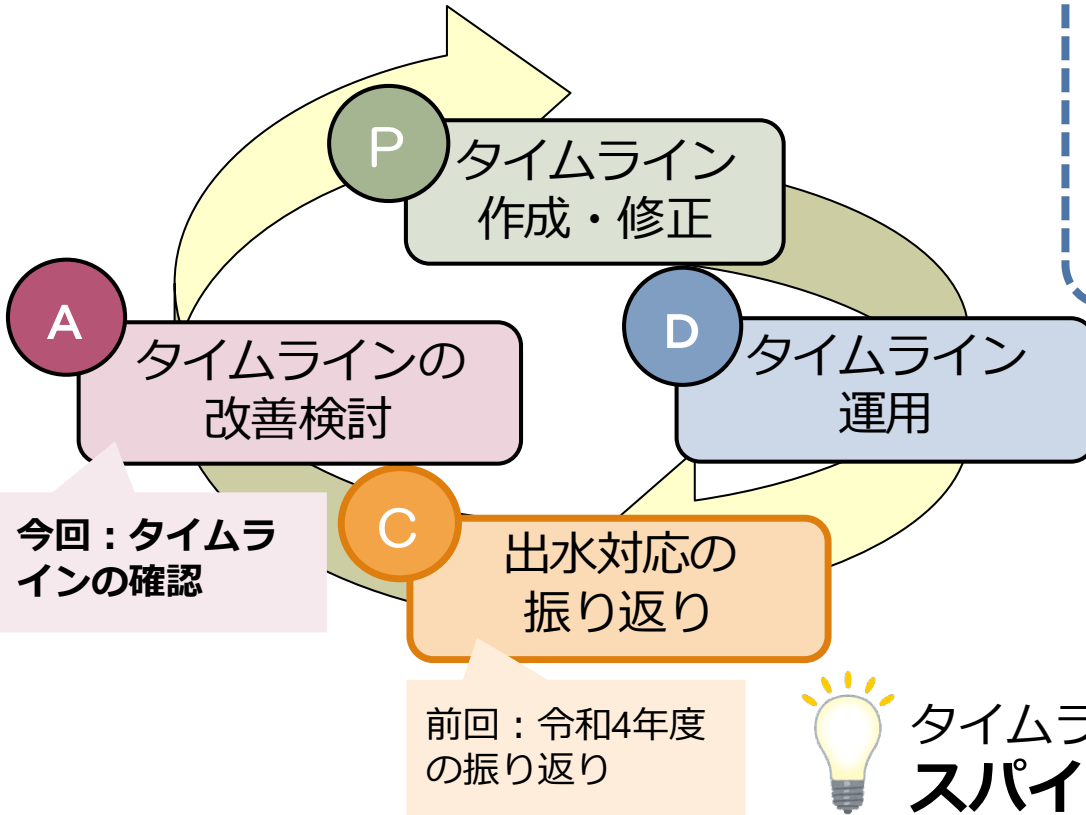 P
タイムライン
作成・修正
A
タイムラインの
改善検討
D
タイムライン
運用
今回：タイムラ
インの確認
C
出水対応の
振り返り
前回：令和4年度
の振り返り
タイムラ
スパイ